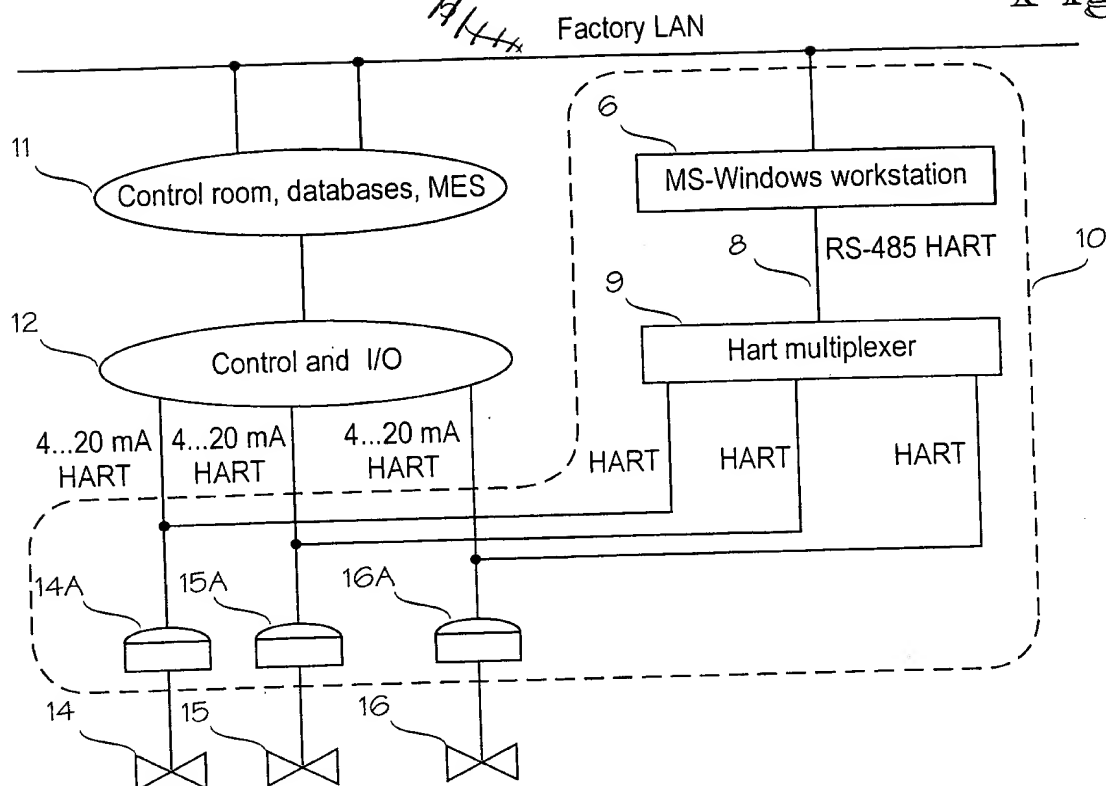 Factory LAN
6
11
Control room, databases, MES
MS-Windows workstation
8
RS-485 HART
10
9
12
Control and I/O
Hart multiplexer
4...20 mA 4...20 mA 4...20 mA
HART HART HART
HART HART HART
14A
15A
16A
14
15
16